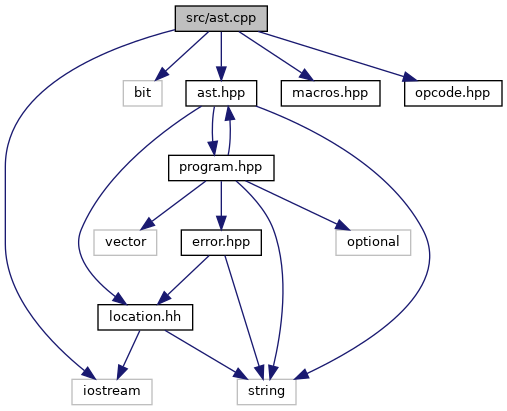 src/ast.cpp
bit
ast.hpp
macros.hpp
opcode.hpp
program.hpp
vector
error.hpp
optional
location.hh
iostream
string